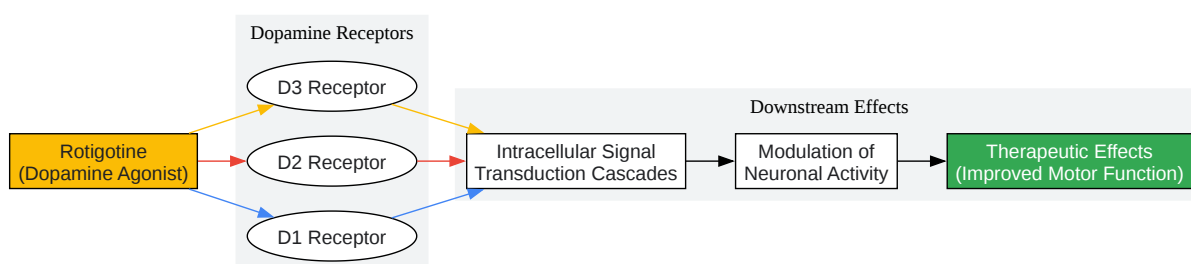 Dopamine Receptors
D3 Receptor
Downstream Effects
Rotigotine
(Dopamine Agonist)
D2 Receptor
Intracellular Signal
Transduction Cascades
Modulation of
Neuronal Activity
Therapeutic Effects
(Improved Motor Function)
D1 Receptor